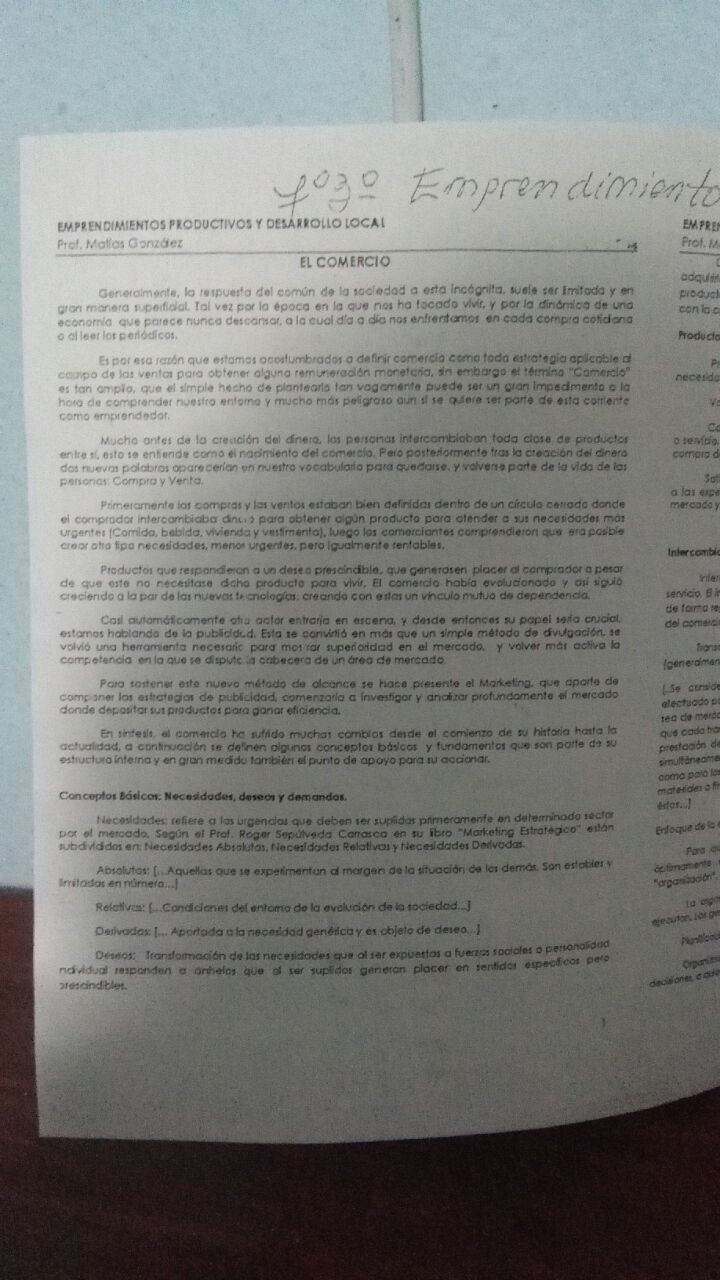 1º3º Emprendimiento
EMPRENDIMIENTOS PRODUCTIVOS Y DESARROLLO LOCAL
Prof. Matías González
EL COMERCIO
Generalmente, la respuesta del común de la sociedad a esta incógnita, suele ser limitada y en
gran manera superficial. Tal vez por la época en la que nos ha tocado vivir, y por la dinámica de una
economía que parece nunca descansar, a la cual día a día nos enfrentamos en cada compra cotidiana
o al leer los periódicos.
Es por esa razón que estamos acostumbrados a definir comercio como toda estrategia aplicable al
campo de las ventas para obtener alguna remuneración monetaria, sin embargo el término "Comercio"
es tan amplio, que el simple hecho de plantearlo tan vagamente puede ser un gran impedimento a la
hora de comprender nuestro entorno y mucho más peligroso aun si se quiere ser parte de esta corriente
como emprendedor.
Mucho antes de la creación del dinero, las personas intercambiaban toda clase de productos
entre sí, esto se entiende como el nacimiento del comercio. Pero posteriormente tras la creación del dinero
dos nuevas palabras aparecerían en nuestro vocabulario para quedarse, y volverse parte de la vida de las
personas: Compra y Venta.
Primeramente las compras y las ventas estaban bien definidas dentro de un círculo cerrado donde
el comprador intercambiaba dinero para obtener algún producto para atender a sus necesidades más
urgentes (Comida, bebida, vivienda y vestimenta), luego los comerciantes comprendieron que era posible
crear otro tipo necesidades, menor urgentes, pero igualmente rentables.
Productos que respondieron a un deseo prescindible, que generasen placer al comprador a pesar
de que este no necesitase dicho producto para vivir. El comercio había evolucionado y así siguió
creciendo a la par de las nuevas tecnologías, creando con estas un vínculo mutuo de dependencia.
Casi automáticamente otro actor entraría en escena, y desde entonces su papel sería crucial,
estamos hablando de la publicidad. Esta se convirtió en más que un simple método de divulgación, se
volvió una herramienta necesaria para mostrar superioridad en el mercado, y volver más activa la
competencia en la que se disputa la cabecera de un área de mercado.
Para sostener este nuevo método de alcance se hace presente el Marketing, que aparte de
componer las estrategias de publicidad, comenzaría a investigar y analizar profundamente el mercado
donde depositar sus productos para ganar eficiencia.
En síntesis, el comercio ha sufrido muchos cambios desde el comienzo de su historia hasta la
actualidad, a continuación se definen algunos conceptos básicos y fundamentos que son parte de su
estructura interna y en gran medida también el punto de apoyo para su accionar.
Conceptos Básicos: Necesidades, deseos y demandas.
Necesidades: refiere a las urgencias que deben ser suplidas primeramente en determinado sector
por el mercado. Según el Prof. Roger Sepúlveda Carrasco en su libro "Marketing Estratégico" están
subdivididas en: Necesidades Absolutas, Necesidades Relativas y Necesidades Derivadas.
Absolutas: [...Aquellas que se experimentan al margen de la situación de los demás. Son estables y
limitadas en número...]
Relativas: [...Condiciones del entorno de la evolución de la sociedad...]
Derivadas: [... Aportada a la necesidad genérica y es objeto de deseo...]
Deseos: Transformación de las necesidades que al ser expuestas a fuerzas sociales o personalidad
individual responden a anhelos que al ser suplidos generan placer en sentidos específicos pero
prescindibles.
1
EMPREN
Prof. Ma
adquirir
product
con la c
Producto
necesida
o servicio,
compra d
a las expe
mercado y
Intercambio
servicio. El in
de forma re
del comerci
(generalmen
[..Se conside
efectuado po
sea de merc
que cada tra
prestación de
simultáneame
como para los
materiales o fi
éstos...]
Enfoque de la
Para que
óptimamente
"organización",
ejecutan. Los ge
Planificac
decisiones, o